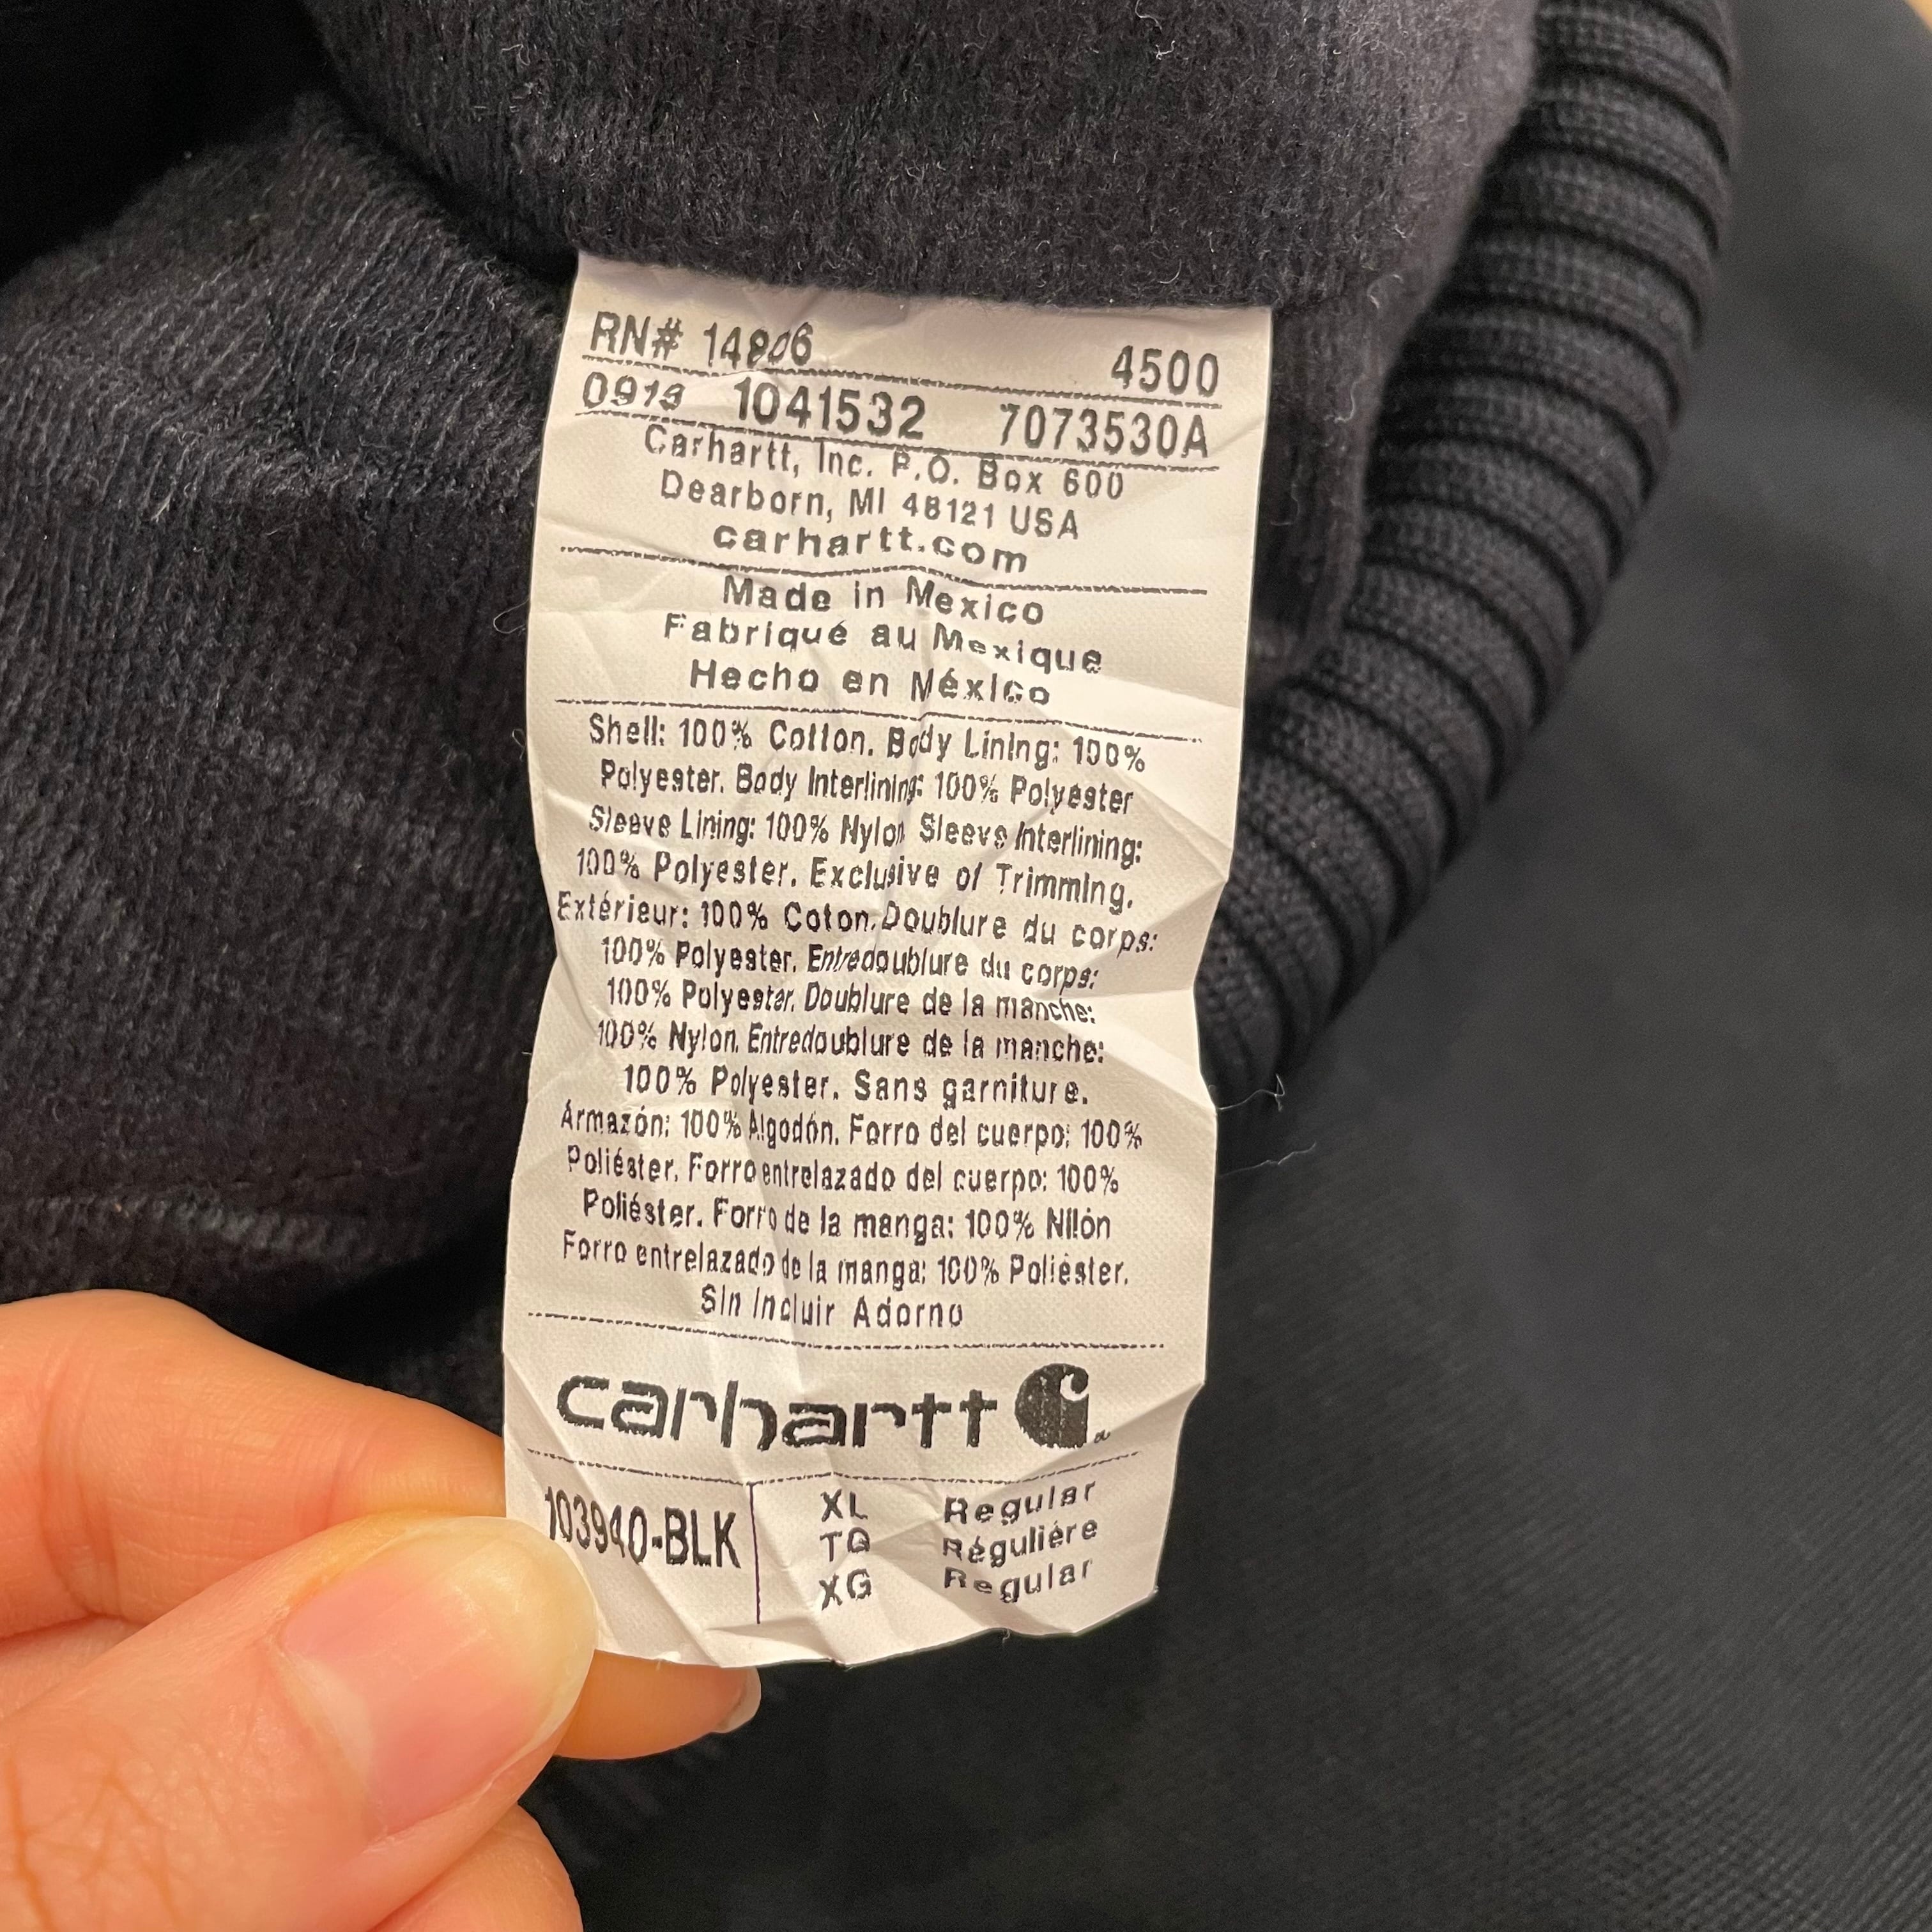 RN# 14806 4500
0919 1041532 7073530A
Carhartt, Inc. P.O. Box 600
Dearborn, MI 48121 USA
carhartt.com
Made in Mexico
Fabriqué au Mexique
Hecho en México
Shell: 100% Cotton. Body Lining: 100%
Polyester. Body Interlining: 100% Polyester
Sleeve Lining: 100% Nylon Sleeve Interlining:
100% Polyester. Exclusive of Trimming.
Extérieur: 100% Coton. Doublure du corps:
100% Polyester. Entredoublure du corps:
100% Polyester. Doublure de la manche:
100% Nylon. Entredoublure de la manche:
100% Polyester. Sans garniture.
Armazón: 100% Algodón. Forro del cuerpo: 100%
Poliéster. Forro entrelazado del cuerpo: 100%
Poliéster. Forro de la manga: 100% Nilón
Forro entrelazado de la manga: 100% Poliéster.
Sin Incluir Adorno
carhartt
103940-BLK
XL Regular
TG Régulière
XG Regular